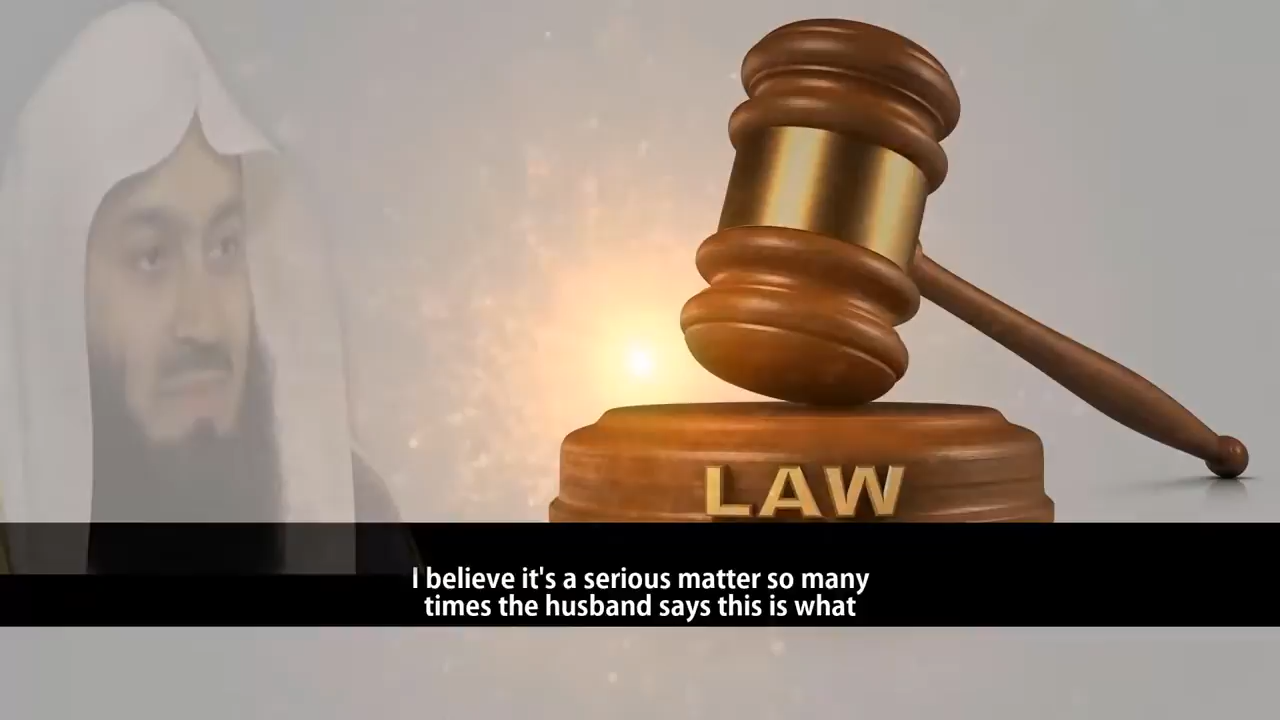 LAW
I believe it's a serious matter so many
times the husband says this is what